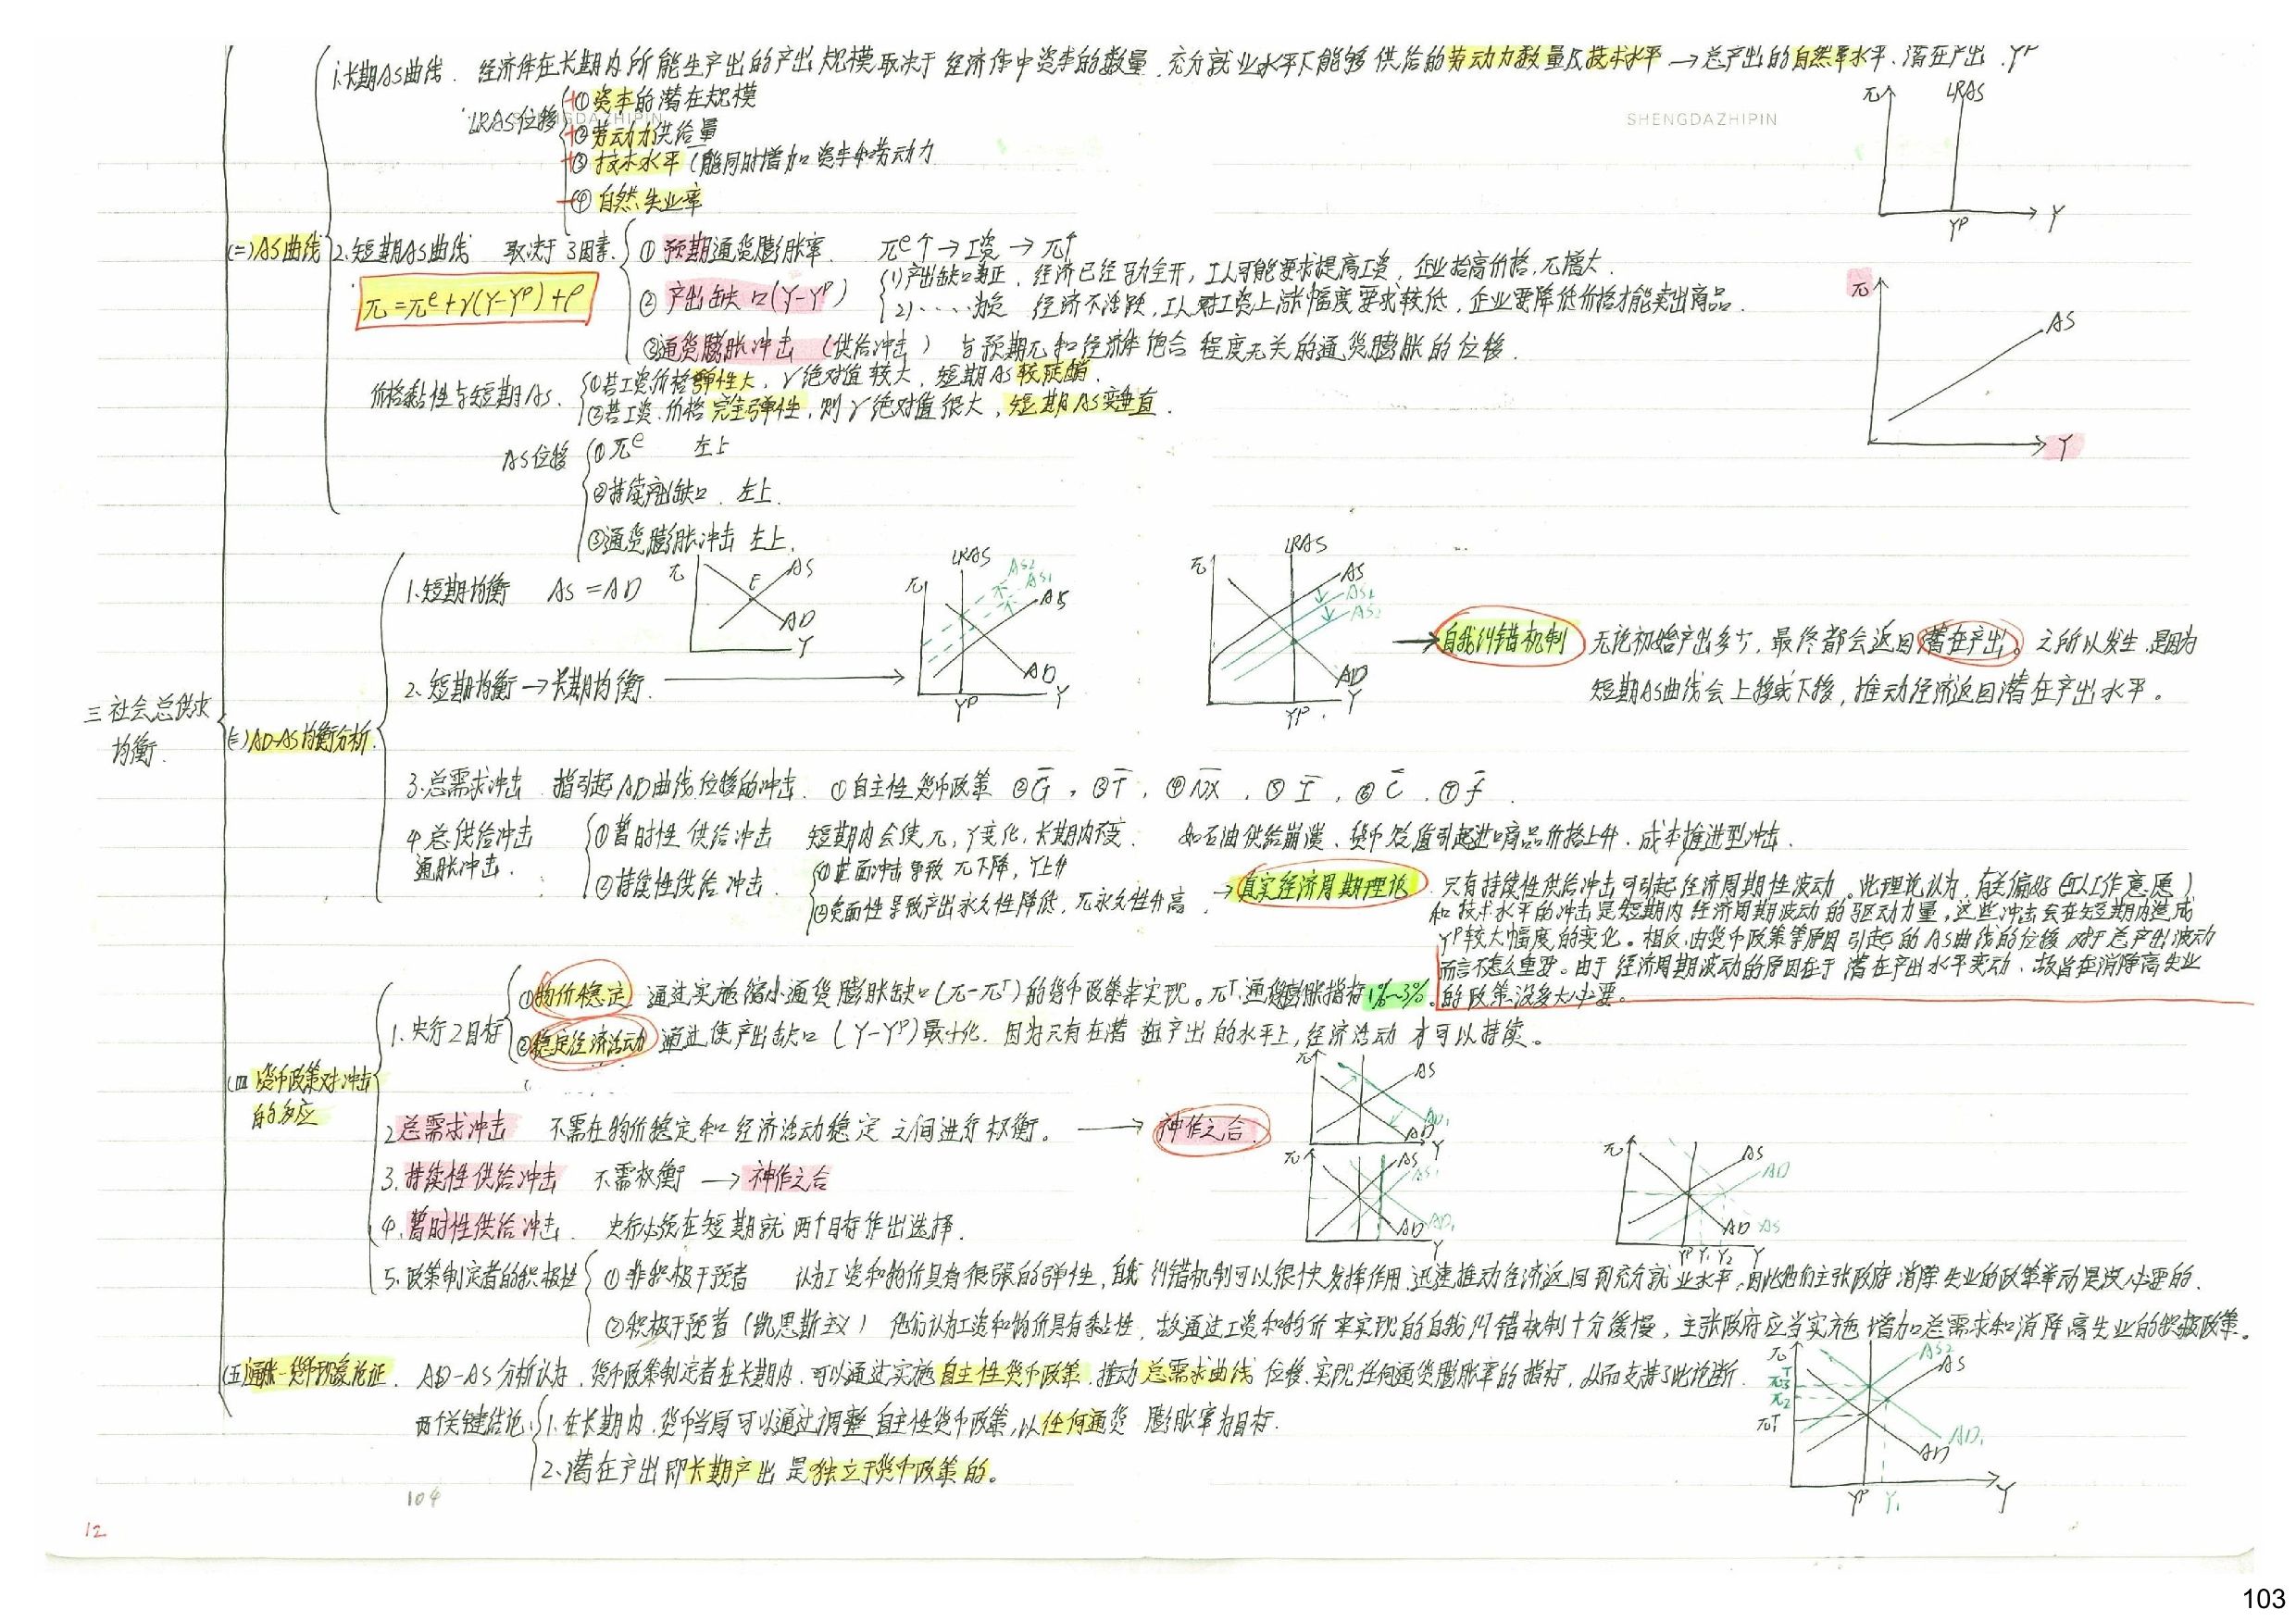 1.长期AS曲线. 经济体在长期内所能生产出的产出规模取决于经济体中资本的数量.充分就业水平下能够供给的劳动力数量及技术水平→总产出的自然率水平.潜在产出.Y^P
LRAS位移
+①资本的潜在规模
SHENGDAZHIPIN
+②劳动力供给量
+③技术水平(能同时增加资本和劳动力
-④自然失业率
π LRAS
Y^P Y
(二)AS曲线
2.短期AS曲线 取决于3因素.
①预期通货膨胀率. π^e↑→工资→π↑
π=π^e+γ(Y-Y^P)+ρ
②产出缺口(Y-Y^P)
(1)产出缺口为正,经济已经马力全开,工人可能要求提高工资,企业抬高价格,π增大.
(2)....为负 经济不活跃,工人对工资上涨幅度要求较低,企业要降低价格才能卖出商品.
③通货膨胀冲击(供给冲击) 与预期π和经济体饱合程度无关的通货膨胀的位移.
π AS Y
价格黏性与短期AS.
①若工资价格弹性大,γ绝对值较大,短期AS较陡峭.
②若工资.价格完全弹性,则γ绝对值很大,短期AS变垂直.
AS位移
①π^e 左上
②持续产出缺口.左上.
③通货膨胀冲击 左上.
三社会总供求均衡.
(三)AD-AS均衡分析
1.短期均衡 AS=AD
π E AS AD Y
π LRAS AS2 AS1 AS AD Y^P Y
π LRAS AS AS1 AS2 AD Y^P Y
2.短期均衡→长期均衡.
→自我纠错机制 无论初始产出多少,最终都会返回潜在产出。之所以发生是因为
短期AS曲线会上移或下移,推动经济返回潜在产出水平。
3.总需求冲击 指引起AD曲线位移的冲击. ①自主性货币政策 ②G̅,③T̅,④N̅X̅,⑤I̅,⑥C̅.⑦f̅.
4.总供给冲击
通胀冲击.
①暂时性供给冲击 短期内会使π,Y变化,长期内不变. 如石油供给崩溃、货币贬值引起进口商品价格上升.成本推进型冲击.
②持续性供给冲击.
①正面冲击导致π下降,Y上升
②负面性导致产出永久性降低,π永久性升高.
→真实经济周期理论 只有持续性供给冲击可引起经济周期性波动。此理论认为,有关偏好(如工作意愿)
和技术水平的冲击是短期内经济周期波动的驱动力量,这些冲击会在短期内造成
Y^P较大幅度的变化。相反,由货币政策等原因引起的AS曲线的位移对于总产出波动
而言不怎么重要。由于经济周期波动的原因在于潜在产出水平变动.故旨在消除高失业
的政策没多大必要。
(四货币政策对冲击的多应
1.央行2目标
①物价稳定 通过实施缩小通货膨胀缺口(π-π^T)的货币政策来实现。π^T通货膨胀指标1%~3%.
②稳定经济活动 通过使产出缺口(Y-Y^P)最小化.因为只有在潜在产出的水平上,经济活动才可以持续。
2总需求冲击 不需在物价稳定和经济活动稳定之间进行权衡。→神作之合.
π AS AD1 AD Y
3.持续性供给冲击 不需权衡→神作之合
π AS AS1 AD AD1 Y
π AS AD AD AS Y^P Y1 Y2 Y
4.暂时性供给冲击. 央行必须在短期就两个目标作出选择.
5.政策制定者的积极性
①非积极干预者 认为工资和物价具有很强的弹性,自我纠错机制可以很快发挥作用.迅速推动经济返回到充分就业水平.因此他们主张政府消除失业的政策举动是没必要的.
②积极干预者(凯恩斯主义) 他们认为工资和物价具有黏性,故通过工资和物价来实现的自我纠错机制十分缓慢,主张政府应当实施增加总需求和消除高失业的积极政策。
(五)通胀-货币现象论证. AD-AS分析认为,货币政策制定者在长期内.可以通过实施自主性货币政策.推动总需求曲线位移.实现任何通货膨胀率的指标,从而支持了此论断.
两个关键结论
1.在长期内.货币当局可以通过调整自主性货币政策,以任何通货膨胀率为目标.
2.潜在产出即长期产出是独立于货币政策的。
π AS2 AS π3^T π2 π^T AD1 AD Y^P Y1 Y
104
12
103